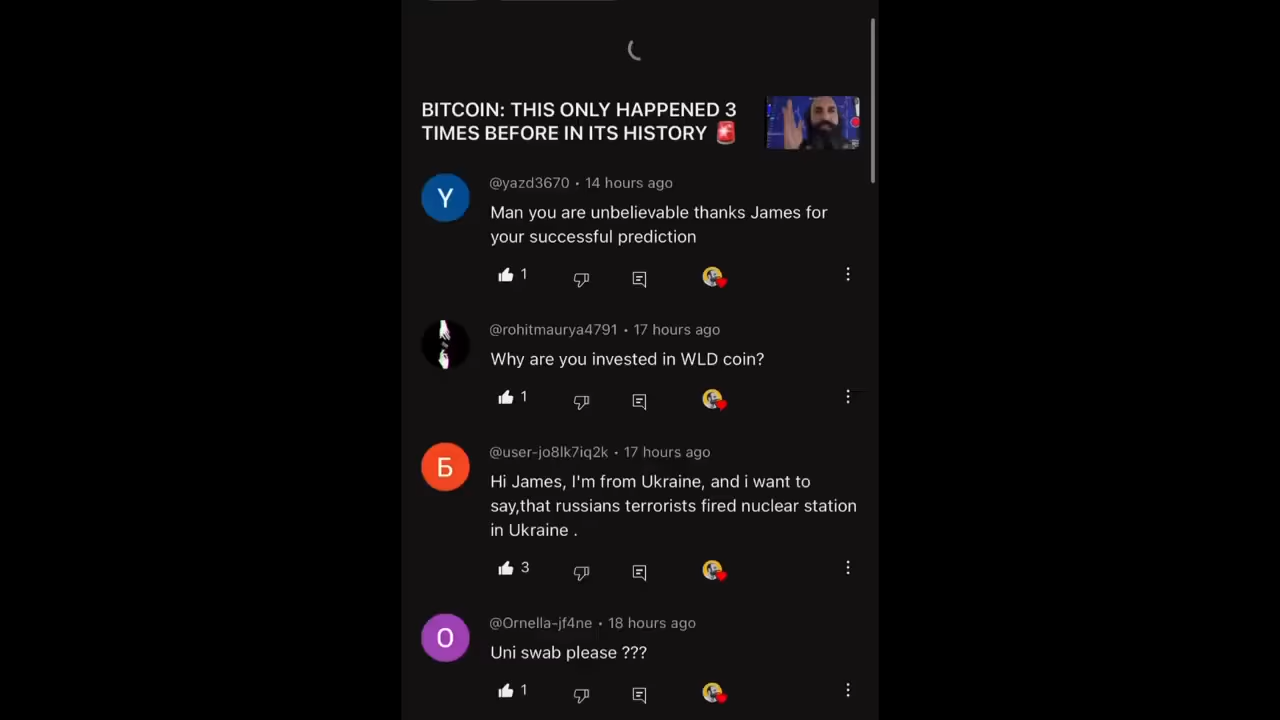 BITCOIN: THIS ONLY HAPPENED 3
TIMES BEFORE IN ITS HISTORY 🚨
Y
@yazd3670 • 14 hours ago
Man you are unbelievable thanks James for
your successful prediction
1
@rohitmaurya4791 • 17 hours ago
Why are you invested in WLD coin?
1
Б
@user-jo8lk7iq2k • 17 hours ago
Hi James, I'm from Ukraine, and i want to
say,that russians terrorists fired nuclear station
in Ukraine .
3
O
@Ornella-jf4ne • 18 hours ago
Uni swab please ???
1